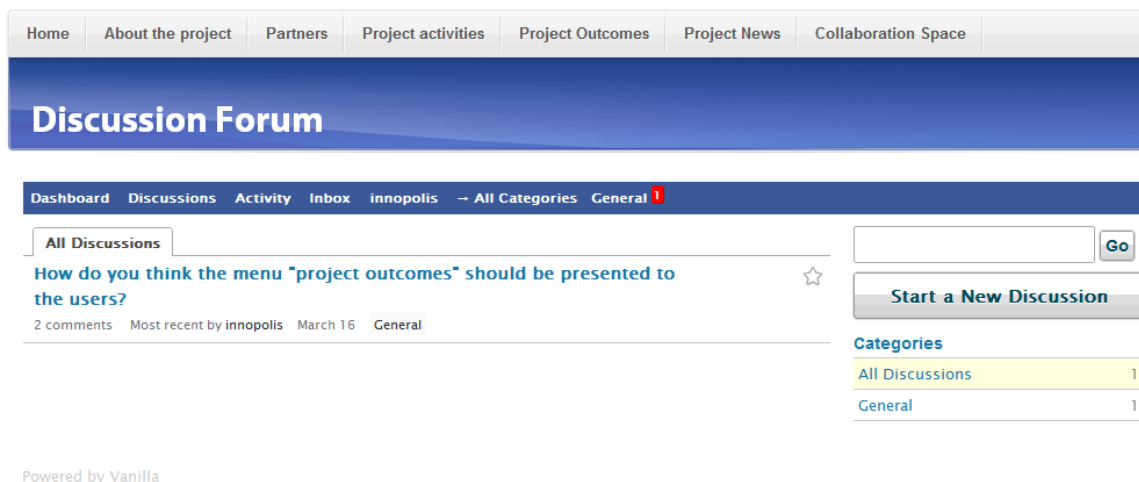 Home About the project Partners Project activities Project Outcomes Project News Collaboration Space
Discussion Forum
Dashboard Discussions Activity Inbox innopolis → All Categories General 1
All Discussions
How do you think the menu "project outcomes" should be presented to
the users?
2 comments Most recent by innopolis March 16 General
Go
Start a New Discussion
Categories
All Discussions 1
General 1
Powered by Vanilla